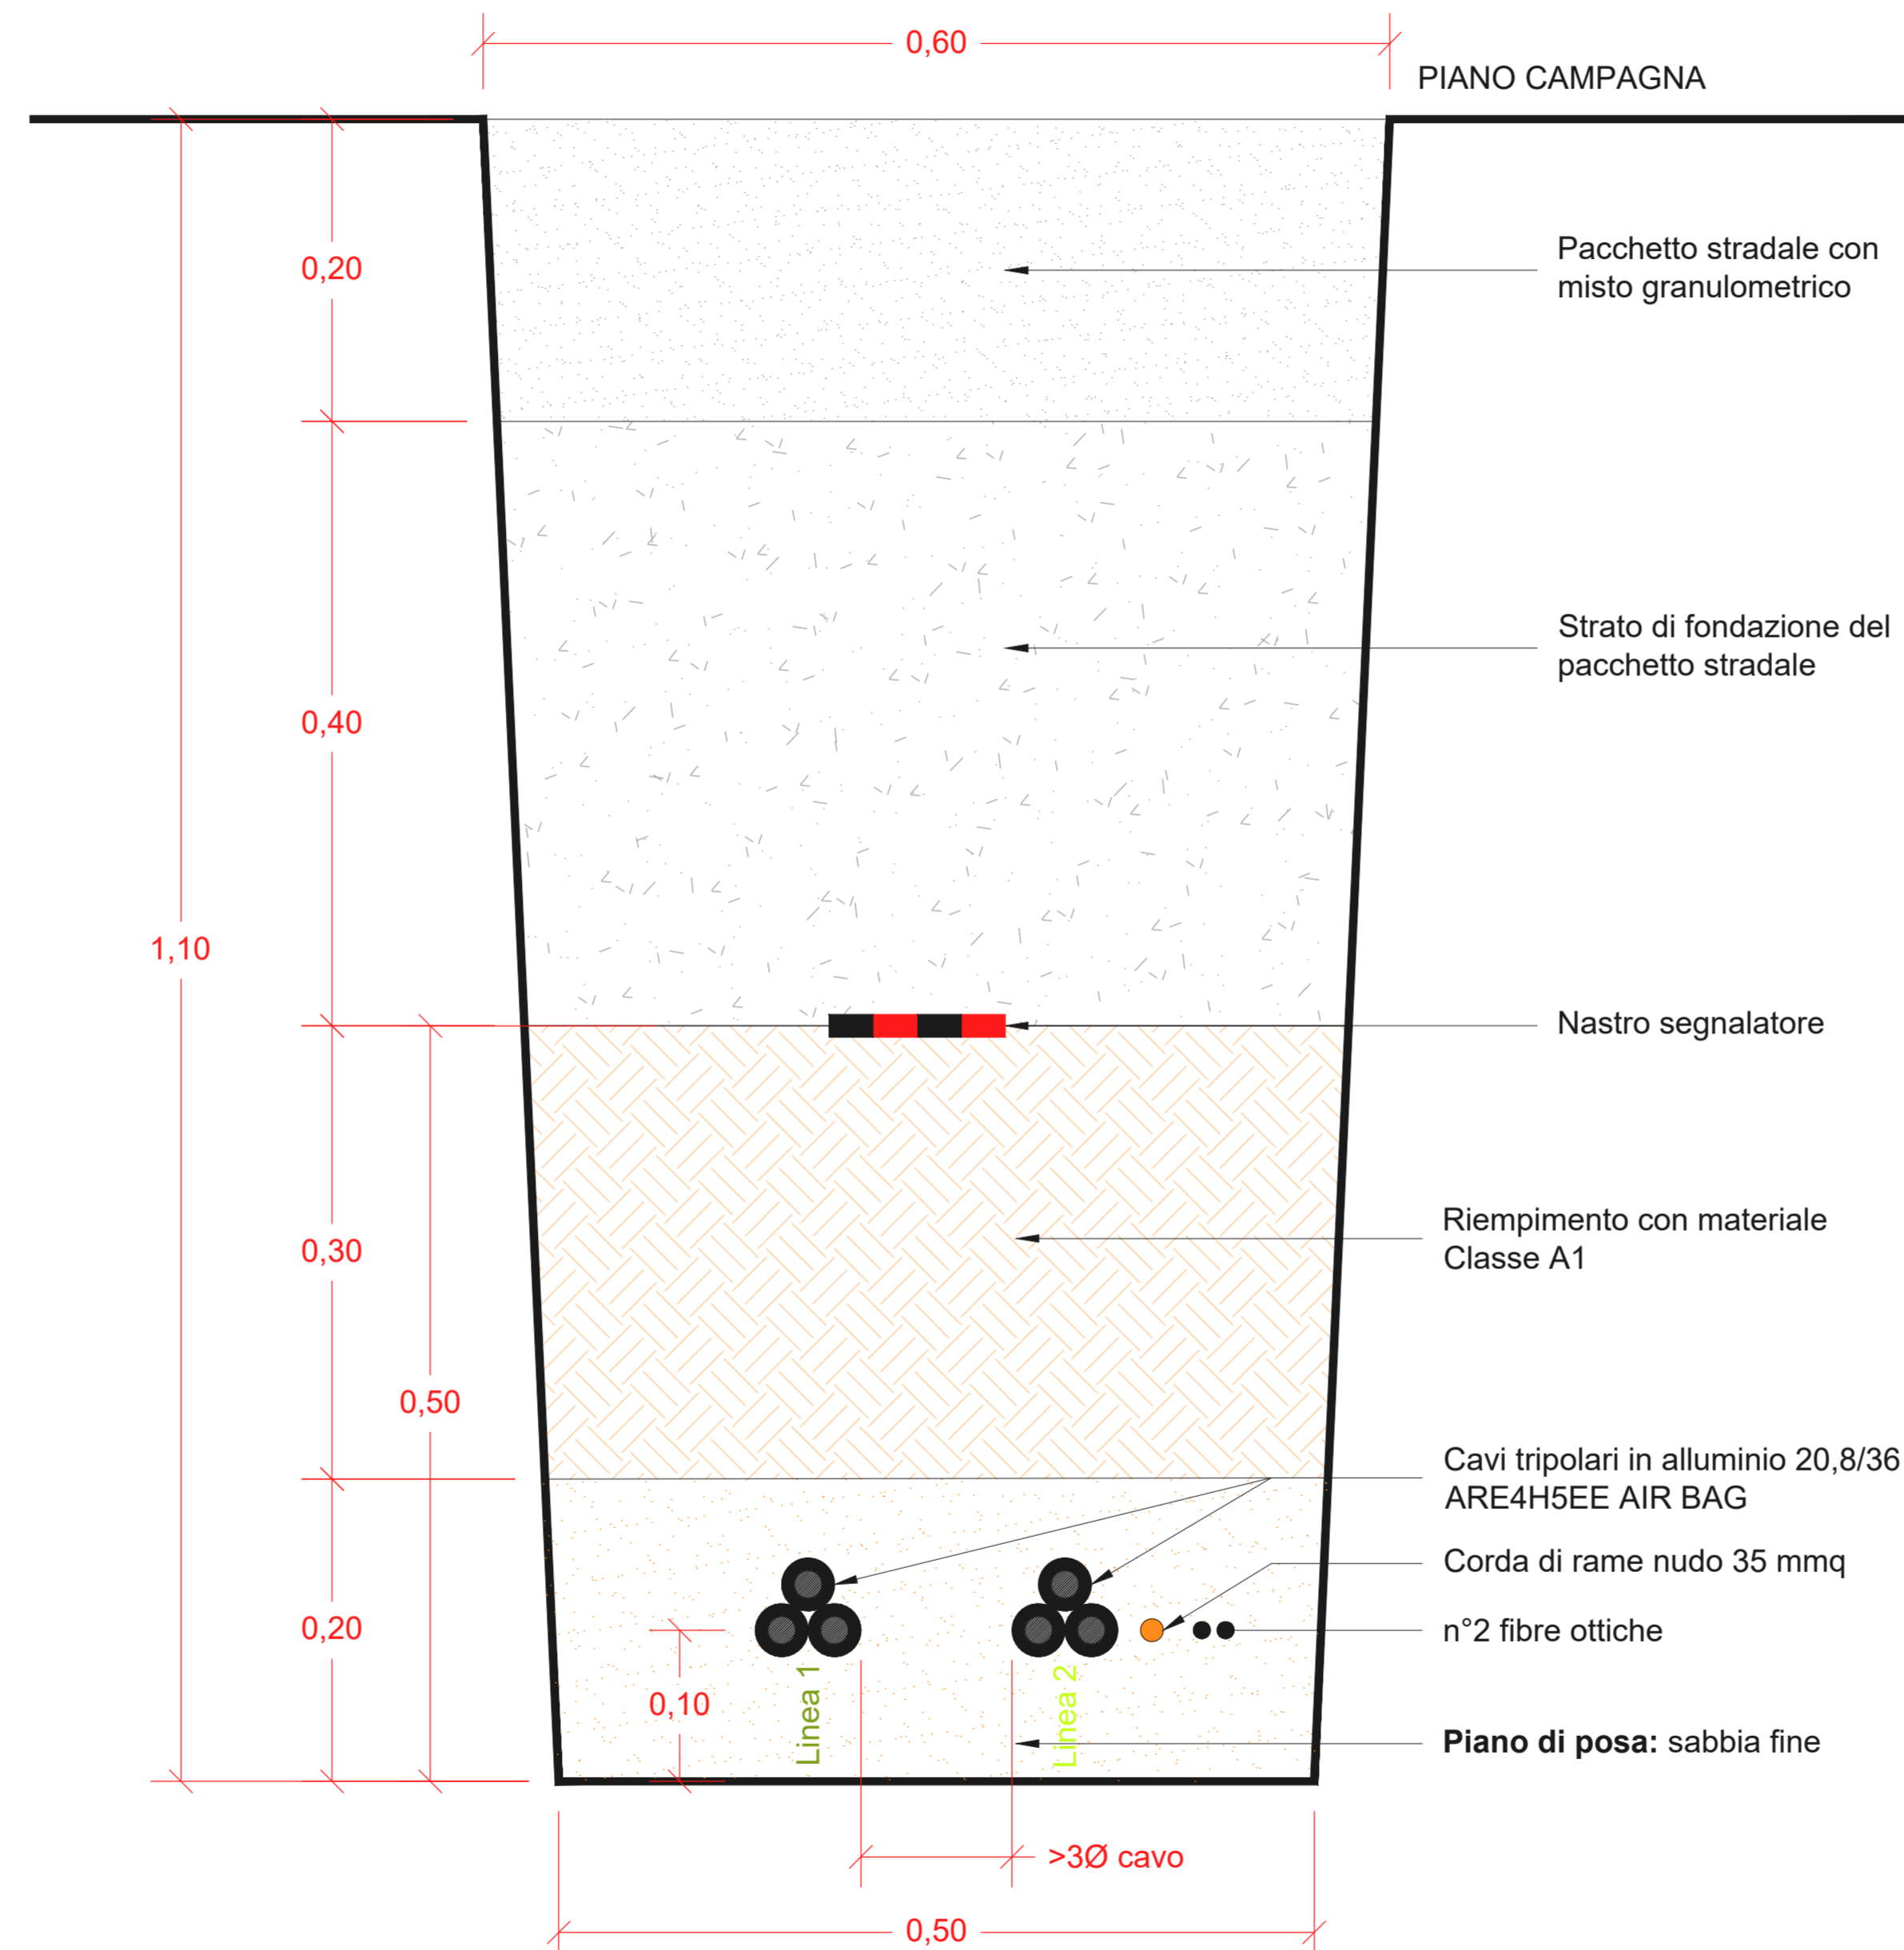 0,60
PIANO CAMPAGNA
Pacchetto stradale con
misto granulometrico
0,20
Strato di fondazione del
pacchetto stradale
0,40
1,10
Nastro segnalatore
Riempimento con materiale
Classe A1
0,30
0,50
Cavi tripolari in alluminio 20,8/36
ARE4H5EE AIR BAG
Corda di rame nudo 35 mmq
n°2 fibre ottiche
0,20
0,10
Linea 1
Linea 2
Piano di posa: sabbia fine
>3Ø cavo
0,50